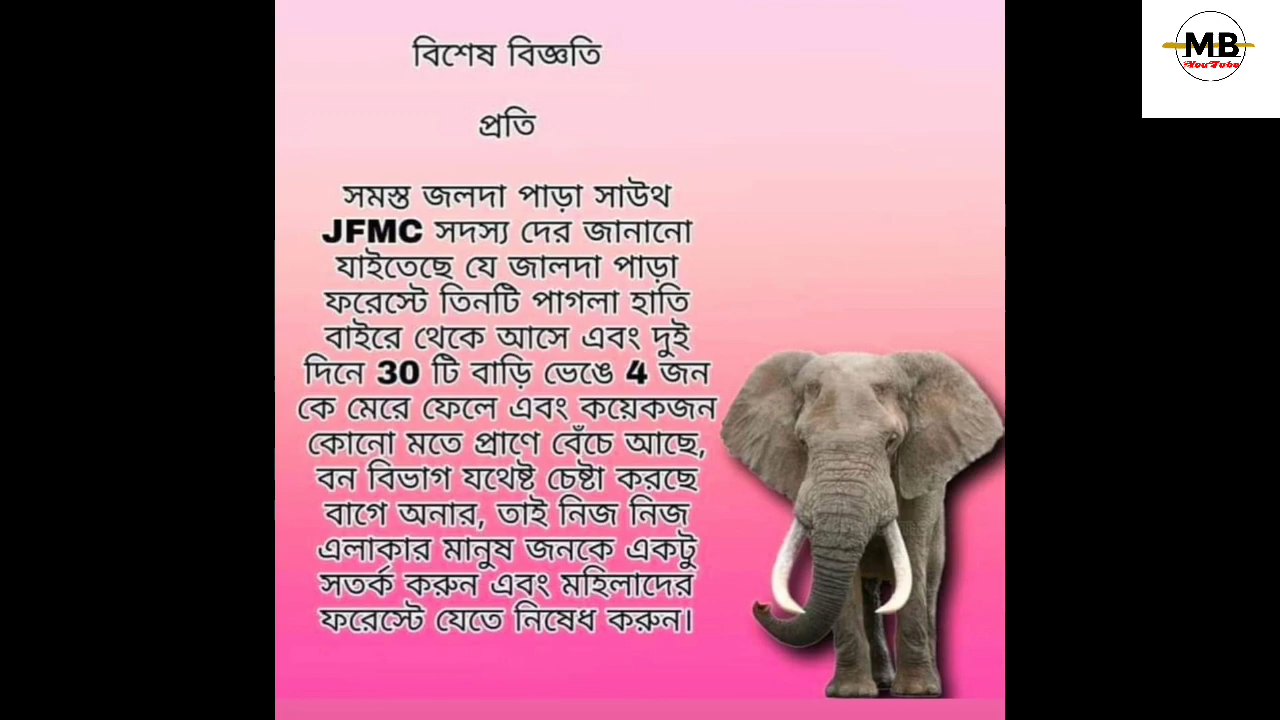 বিশেষ বিজ্ঞতি
প্রতি
সমস্ত জলদা পাড়া সাউথ
JFMC সদস্য দের জানানো
যাইতেছে যে জালদা পাড়া
ফরেস্টে তিনটি পাগলা হাতি
বাইরে থেকে আসে এবং দুই
দিনে 30 টি বাড়ি ভেঙে 4 জন
কে মেরে ফেলে এবং কয়েকজন
কোনো মতে প্রাণে বেঁচে আছে,
বন বিভাগ যথেষ্ট চেষ্টা করছে
বাগে অনার, তাই নিজ নিজ
এলাকার মানুষ জনকে একটু
সতর্ক করুন এবং মহিলাদের
ফরেস্টে যেতে নিষেধ করুন।
MB
YouTube